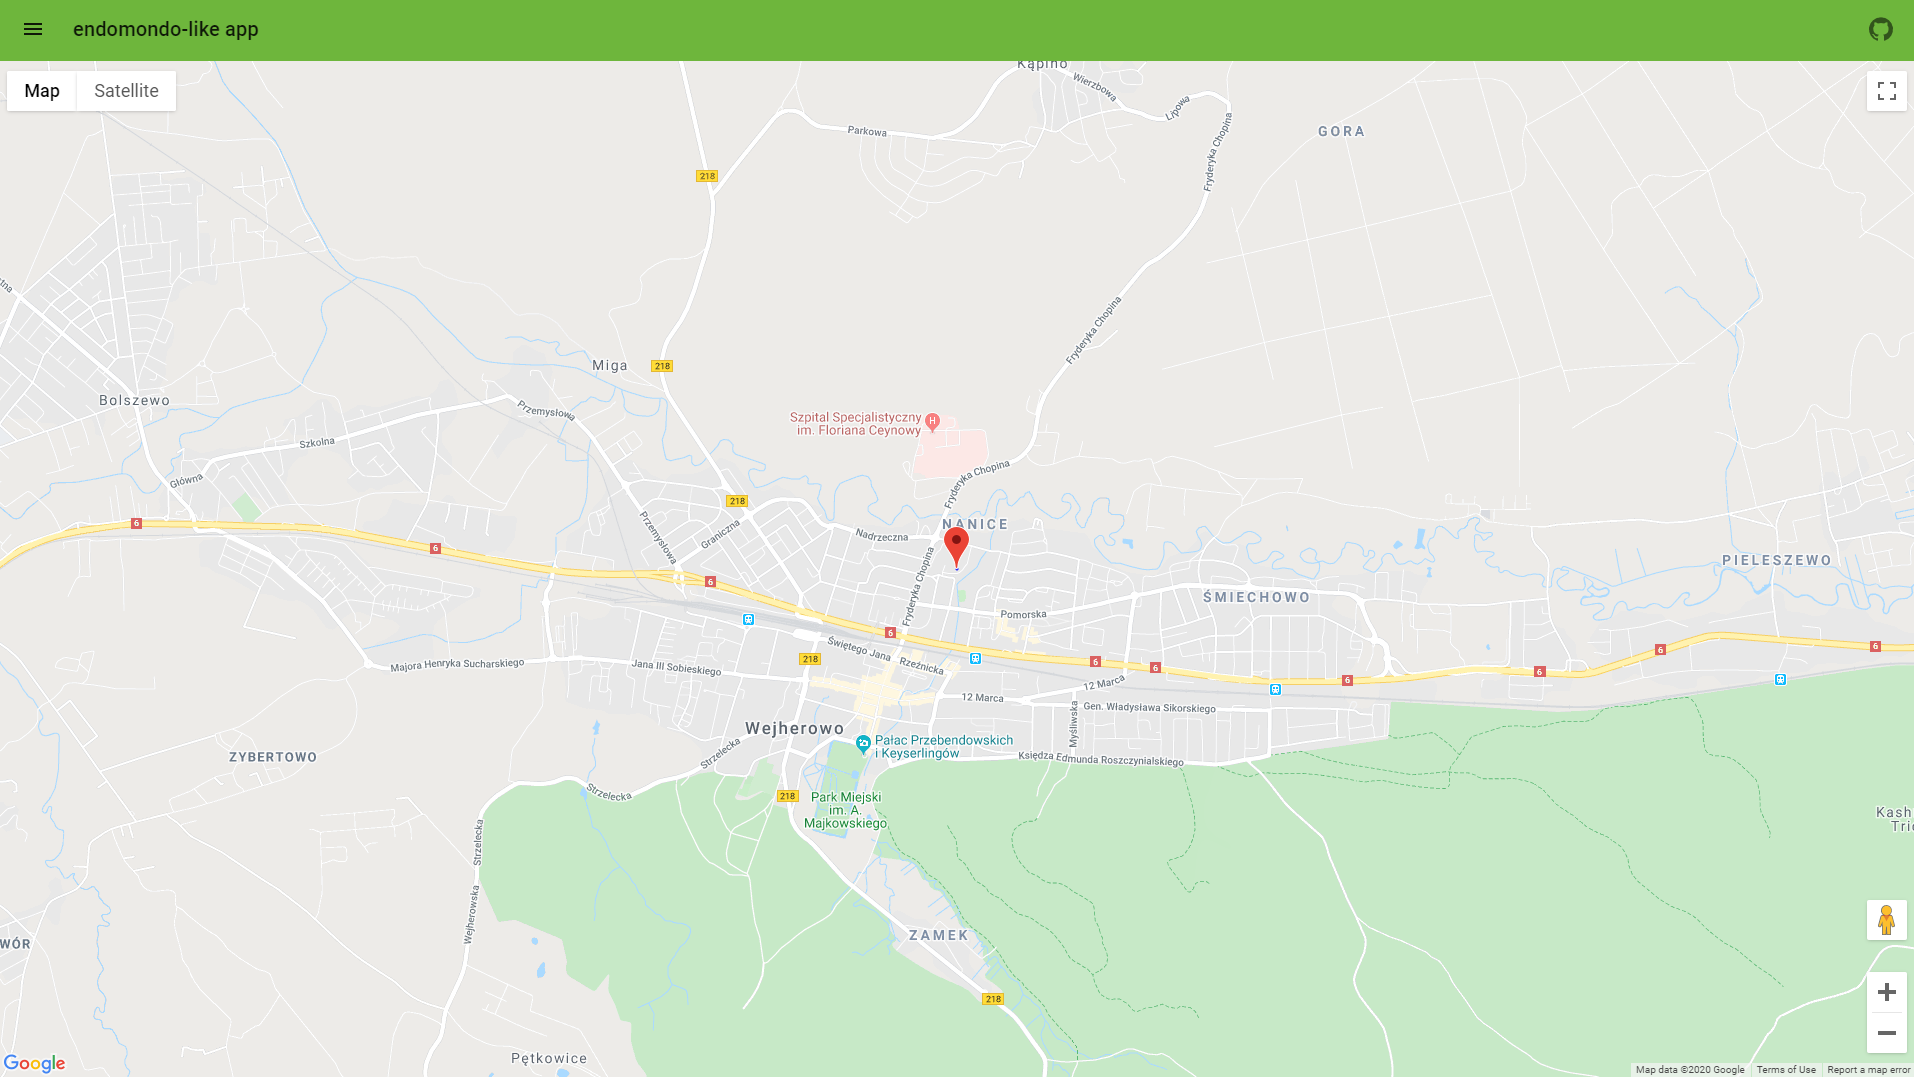 endomondo-like app
Map
Satellite
Kąpino
Wierzbowa
Lipowa
Parkowa
GORA
Fryderyka Chopina
218
218
Miga
Fryderyka Chopina
Bolszewo
Przemysłowa
Szpital Specjalistyczny
im. Floriana Ceynowy
H
Szkolna
Główna
Fryderyka Chopina
218
Przemysłowa
Graniczna
Nadrzeczna
NANICE
6
6
6
Fryderyka Chopina
PIELESZEWO
ŚMIECHOWO
Pomorska
6
Świętego Jana
Rzeźnicka
218
Majora Henryka Sucharskiego
Jana III Sobieskiego
6
6
6
6
6
6
12 Marca
12 Marca
Gen. Władysława Sikorskiego
Myśliwska
Wejherowo
Pałac Przebendowskich
i Keyserlingów
Księdza Edmunda Roszczynialskiego
ZYBERTOWO
Strzelecka
Strzelecka
218
Park Miejski
im. A.
Majkowskiego
Kash
Tric
Strzelecka
Wejherowska
WÓR
ZAMEK
218
Pętkowice
Google
Map data ©2020 Google
Terms of Use
Report a map error